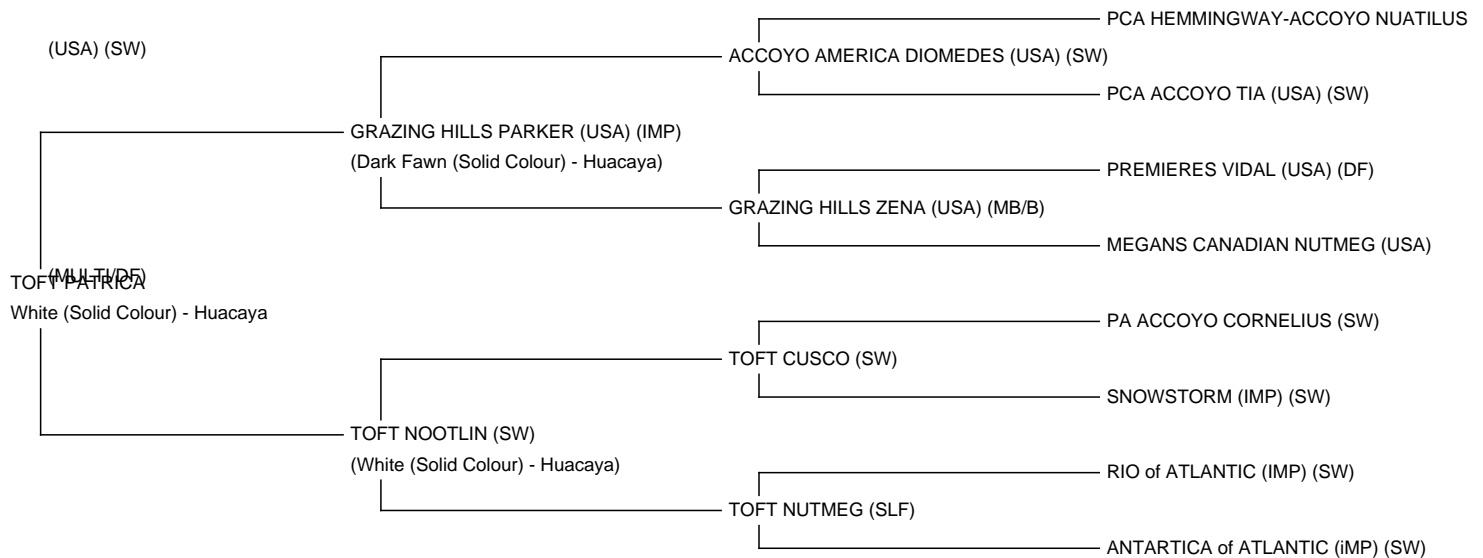 PCA HEMMINGWAY-ACCOYO NUATILUS
(USA) (SW)
ACCOYO AMERICA DIOMEDES (USA) (SW)
PCA ACCOYO TIA (USA) (SW)
GRAZING HILLS PARKER (USA) (IMP)
(Dark Fawn (Solid Colour) - Huacaya)
PREMIERES VIDAL (USA) (DF)
GRAZING HILLS ZENA (USA) (MB/B)
MEGANS CANADIAN NUTMEG (USA)
(MULTI/DF)
TOFT PATRICA
White (Solid Colour) - Huacaya
PA ACCOYO CORNELIUS (SW)
TOFT CUSCO (SW)
SNOWSTORM (IMP) (SW)
TOFT NOOTLIN (SW)
(White (Solid Colour) - Huacaya)
RIO of ATLANTIC (IMP) (SW)
TOFT NUTMEG (SLF)
ANTARTICA of ATLANTIC (iMP) (SW)